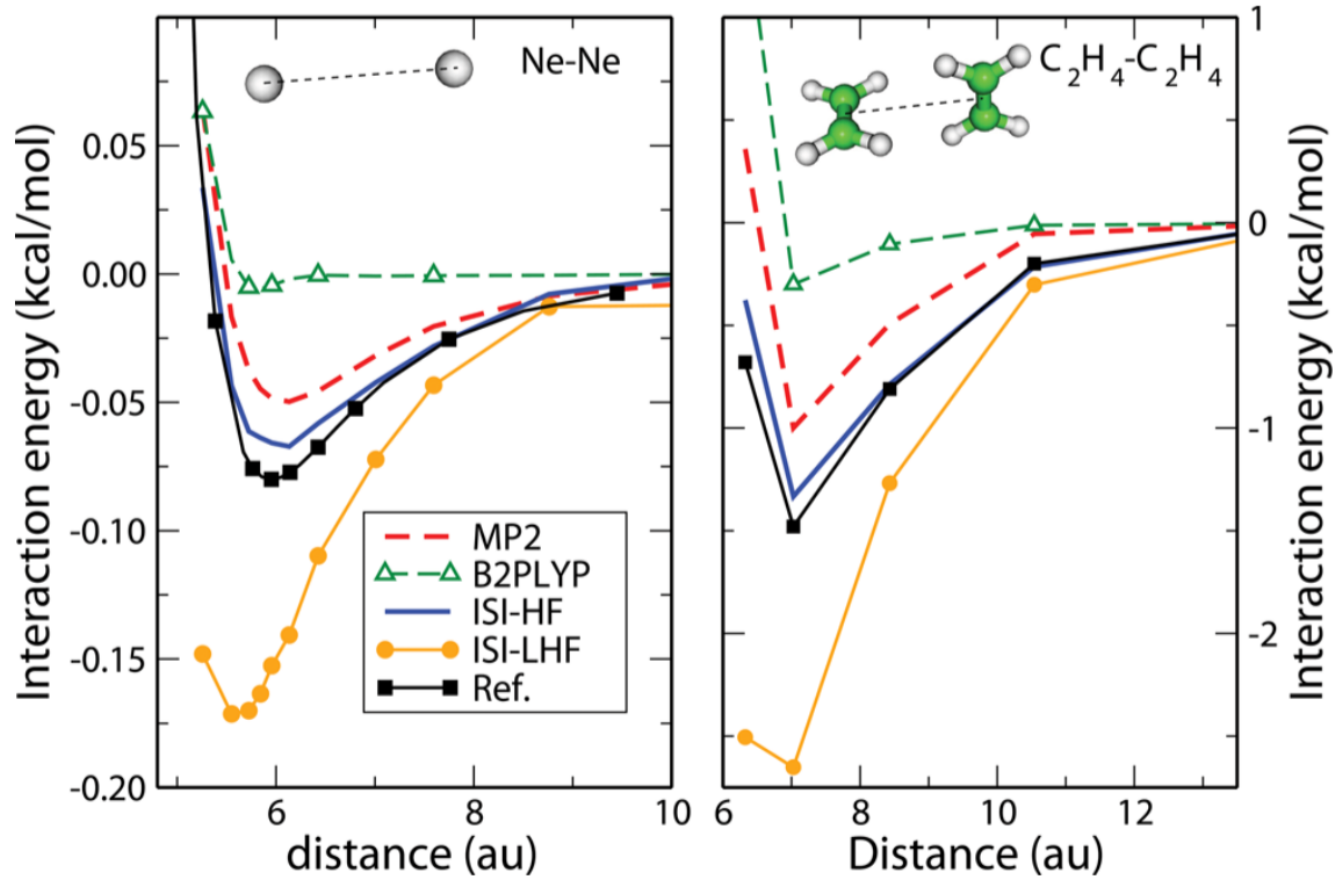 Ne-Ne
Interaction energy (kcal/mol)
0.05
0.00
-0.05
-0.10
-0.15
-0.20
6
8
10
distance (au)
MP2
B2PLYP
ISI-HF
ISI-LHF
Ref.
C₂H₄-C₂H₄
1
0
-1
-2
Interaction energy (kcal/mol)
6
8
10
12
Distance (au)